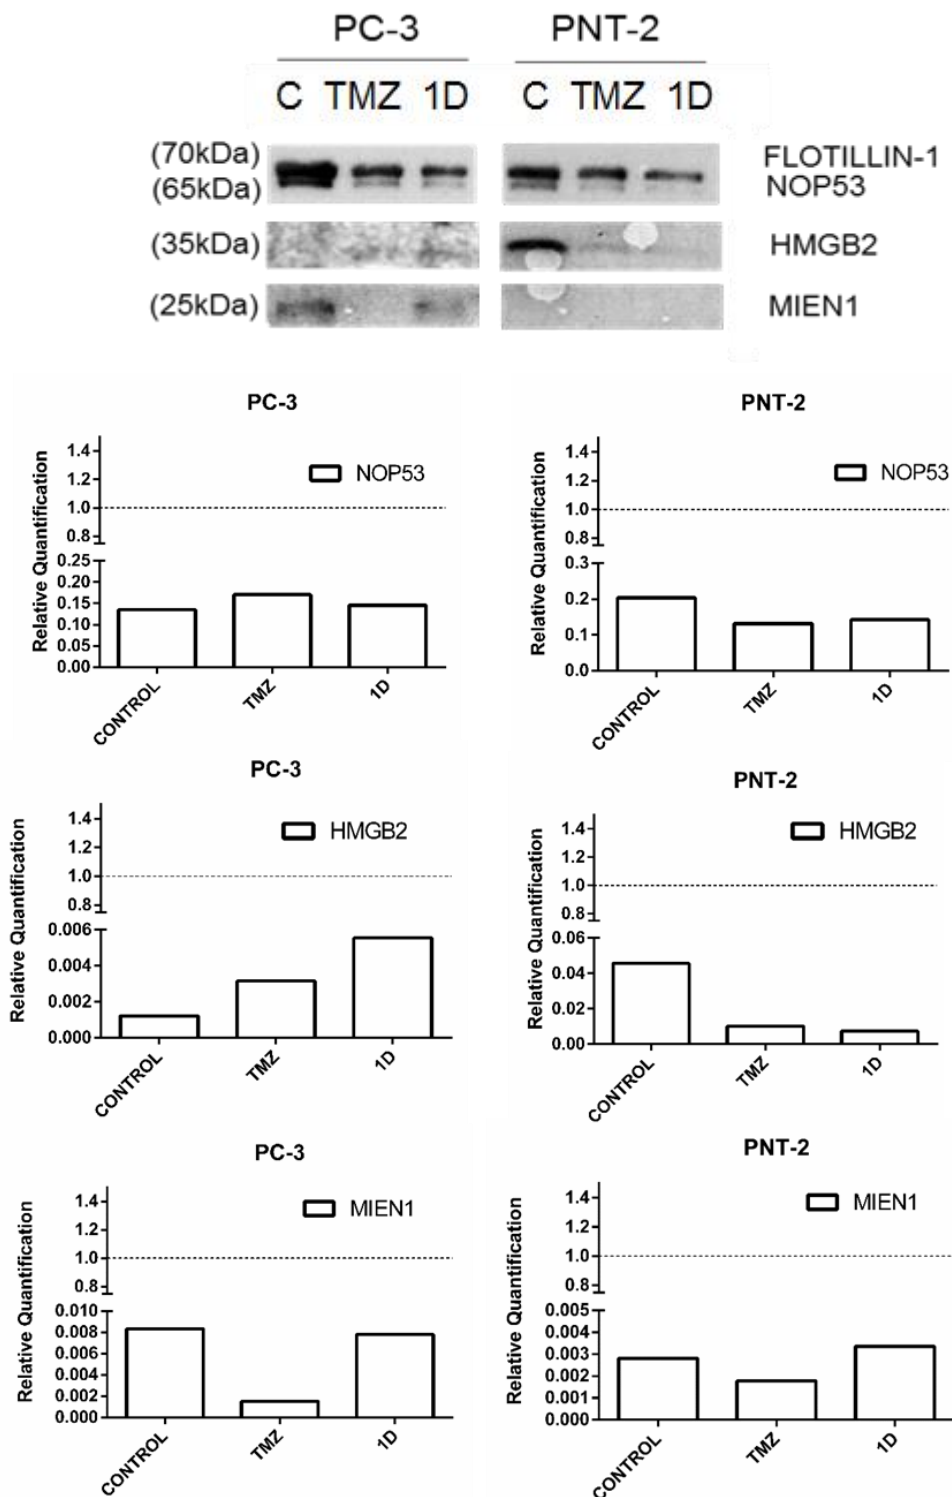 PC-3 PNT-2
C TMZ 1D C TMZ 1D
(70kDa) FLOTILLIN-1
(65kDa) NOP53
(35kDa) HMGB2
(25kDa) MIEN1
PC-3
Relative Quantification
1.4
1.2
1.0
0.8
0.25
0.20
0.15
0.10
0.05
0.00
NOP53
CONTROL TMZ 1D
PNT-2
Relative Quantification
1.4
1.2
1.0
0.8
0.3
0.2
0.1
0.0
NOP53
CONTROL TMZ 1D
PC-3
Relative Quantification
1.4
1.2
1.0
0.8
0.006
0.004
0.002
0.000
HMGB2
CONTROL TMZ 1D
PNT-2
Relative Quantification
1.4
1.2
1.0
0.8
0.06
0.04
0.02
0.00
HMGB2
CONTROL TMZ 1D
PC-3
Relative Quantification
1.4
1.2
1.0
0.8
0.010
0.008
0.006
0.004
0.002
0.000
MIEN1
CONTROL TMZ 1D
PNT-2
Relative Quantification
1.4
1.2
1.0
0.8
0.005
0.004
0.003
0.002
0.001
0.000
MIEN1
CONTROL TMZ 1D